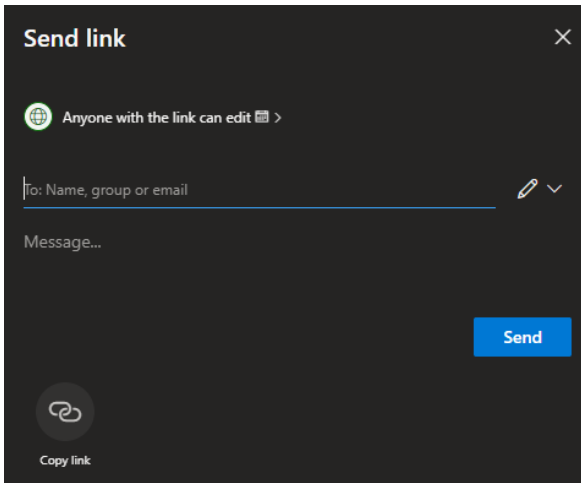 Send link
Anyone with the link can edit
To: Name, group or email
Message...
Send
Copy link